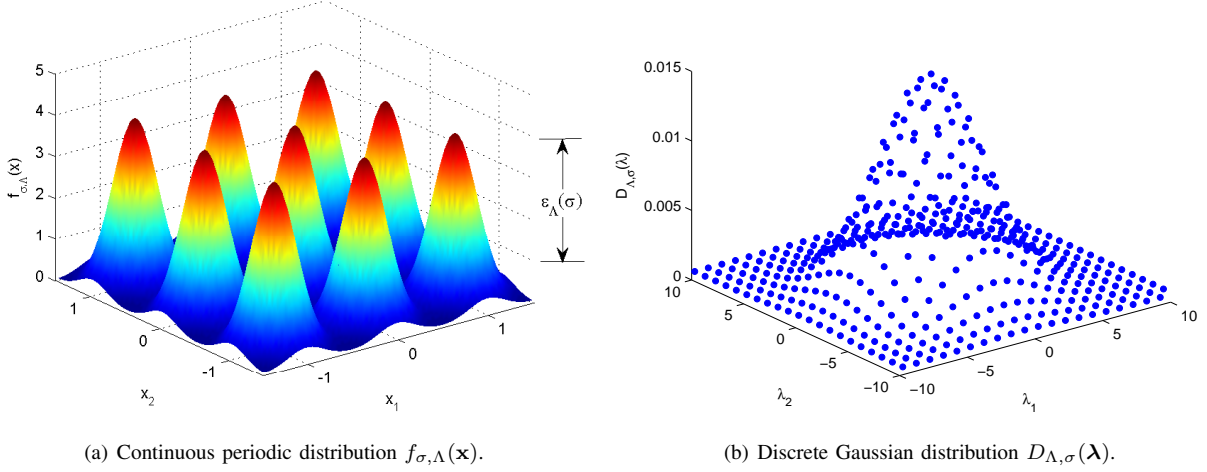 5
4
3
2
1
0
f_{σ,Λ}(x)
ε_Λ(σ)
1
0
-1
x_2
-1
0
1
x_1
0.015
0.01
0.005
0
D_{Λ,σ}(λ)
10
5
0
−5
−10
λ_2
−10
−5
0
5
10
λ_1
(a) Continuous periodic distribution f_{σ,Λ}(x).
(b) Discrete Gaussian distribution D_{Λ,σ}(λ).